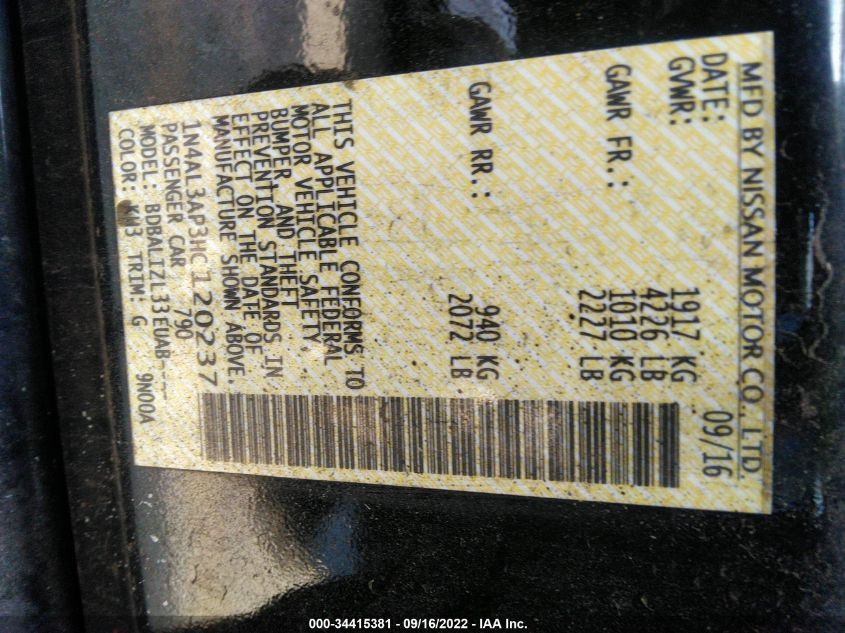 MFD BY NISSAN MOTOR CO., LTD.
DATE: 09/16
GVWR: 1917 KG
4226 LB
GAWR FR.: 1010 KG
2227 LB
GAWR RR.: 940 KG
2072 LB
THIS VEHICLE CONFORMS TO
ALL APPLICABLE FEDERAL
MOTOR VEHICLE SAFETY,
BUMPER, AND THEFT
PREVENTION STANDARDS IN
EFFECT ON THE DATE OF
MANUFACTURE SHOWN ABOVE.
1N4AL3AP3HC120237
PASSENGER CAR 790
MODEL: BDBALIZL33EUAB----
COLOR: KH3 TRIM: G 9N00A
000-34415381 - 09/16/2022 - IAA Inc.